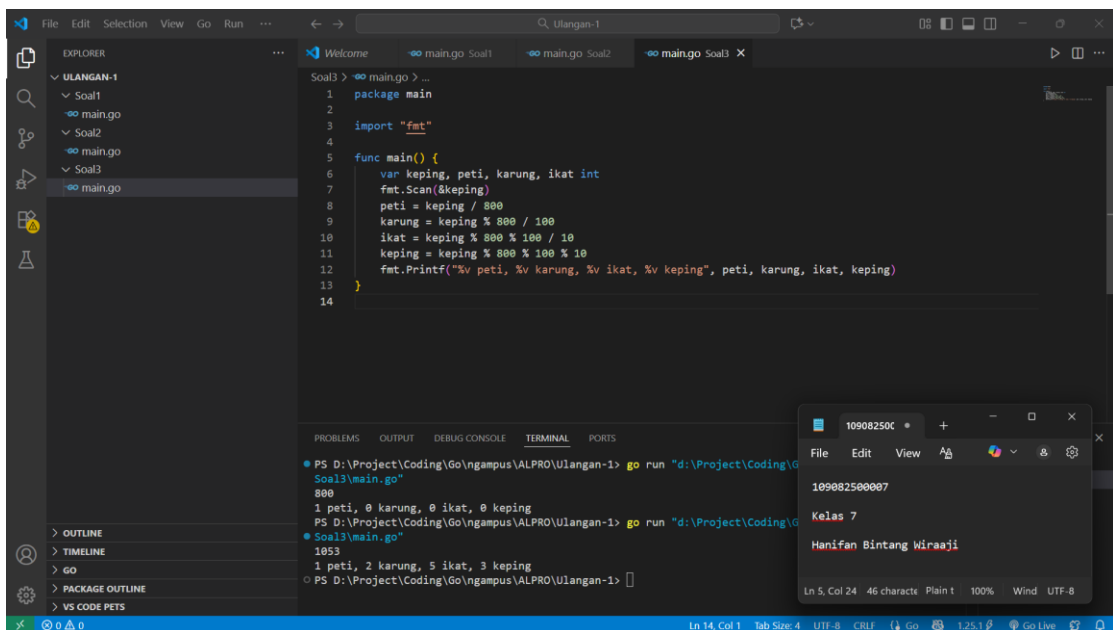 File Edit Selection View Go Run ...
Ulangan-1
EXPLORER
ULANGAN-1
Soal1
main.go
Soal2
main.go
Soal3
main.go
OUTLINE
TIMELINE
GO
PACKAGE OUTLINE
VS CODE PETS
Welcome main.go Soal1 main.go Soal2 main.go Soal3
Soal3 > main.go > ...
1 package main
2
3 import "fmt"
4
5 func main() {
6 var keping, peti, karung, ikat int
7 fmt.Scan(&keping)
8 peti = keping / 800
9 karung = keping % 800 / 100
10 ikat = keping % 800 % 100 / 10
11 keping = keping % 800 % 100 % 10
12 fmt.Printf("%v peti, %v karung, %v ikat, %v keping", peti, karung, ikat, keping)
13 }
14
PROBLEMS OUTPUT DEBUG CONSOLE TERMINAL PORTS
PS D:\Project\Coding\Go\ngampus\ALPRO\Ulangan-1> go run "d:\Project\Coding\G
Soal3\main.go"
800
1 peti, 0 karung, 0 ikat, 0 keping
PS D:\Project\Coding\Go\ngampus\ALPRO\Ulangan-1> go run "d:\Project\Coding\G
Soal3\main.go"
1053
1 peti, 2 karung, 5 ikat, 3 keping
PS D:\Project\Coding\Go\ngampus\ALPRO\Ulangan-1>
10908250C
File Edit View
109082500007
Kelas 7
Hanifan Bintang Wiraaji
Ln 5, Col 24 46 characte Plain t 100% Wind UTF-8
0 0 Ln 14, Col 1 Tab Size: 4 UTF-8 CRLF Go 1.25.1 Go Live